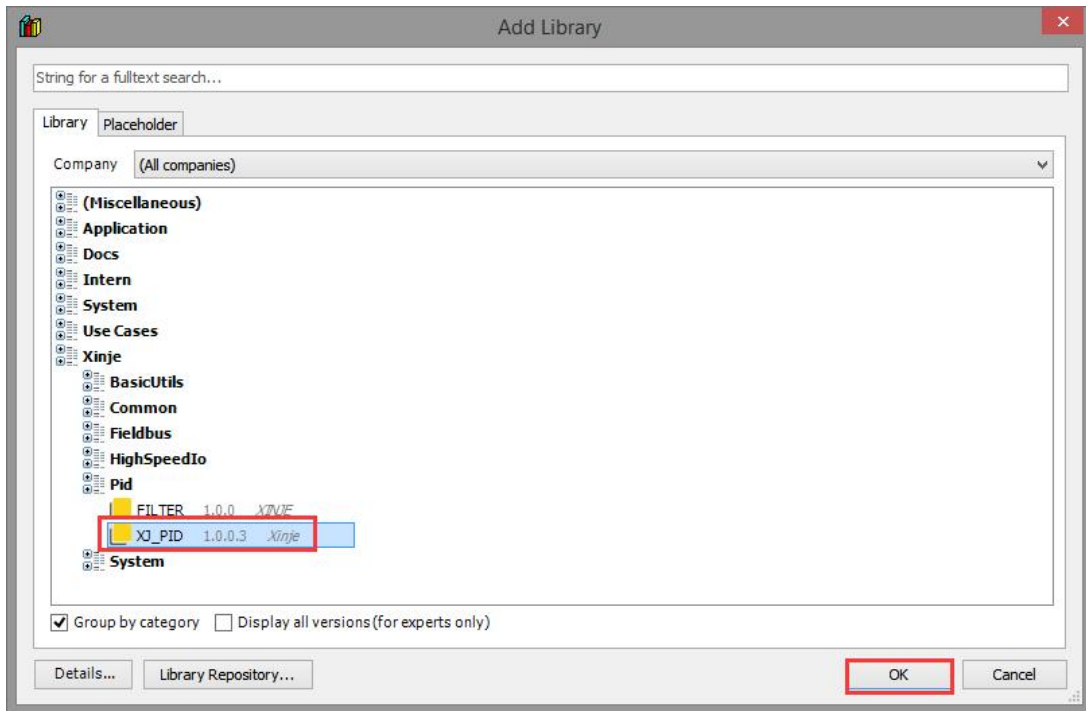 Add Library
String for a fulltext search...
Library Placeholder
Company (All companies)
(Miscellaneous)
Application
Docs
Intern
System
Use Cases
Xinje
BasicUtils
Common
Fieldbus
HighSpeedIo
Pid
FILTER 1.0.0 XINJE
XJ_PID 1.0.0.3 Xinje
System
Group by category Display all versions (for experts only)
Details... Library Repository... OK Cancel